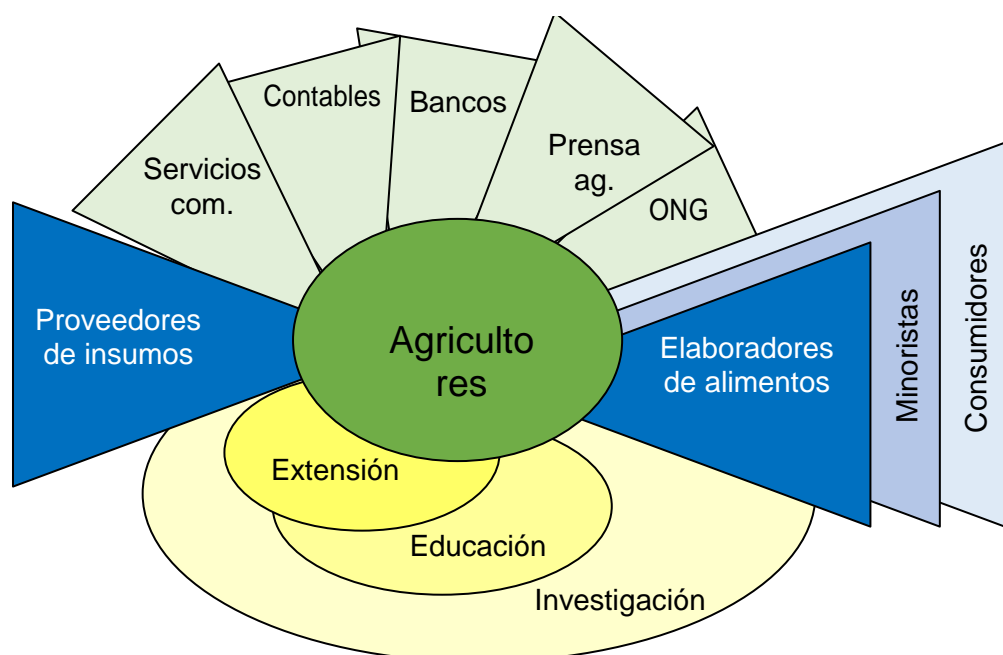 Contables
Bancos
Servicios
com.
Prensa
ag.
ONG
Proveedores
de insumos
Agriculto
res
Elaboradores
de alimentos
Minoristas
Consumidores
Extensión
Educación
Investigación